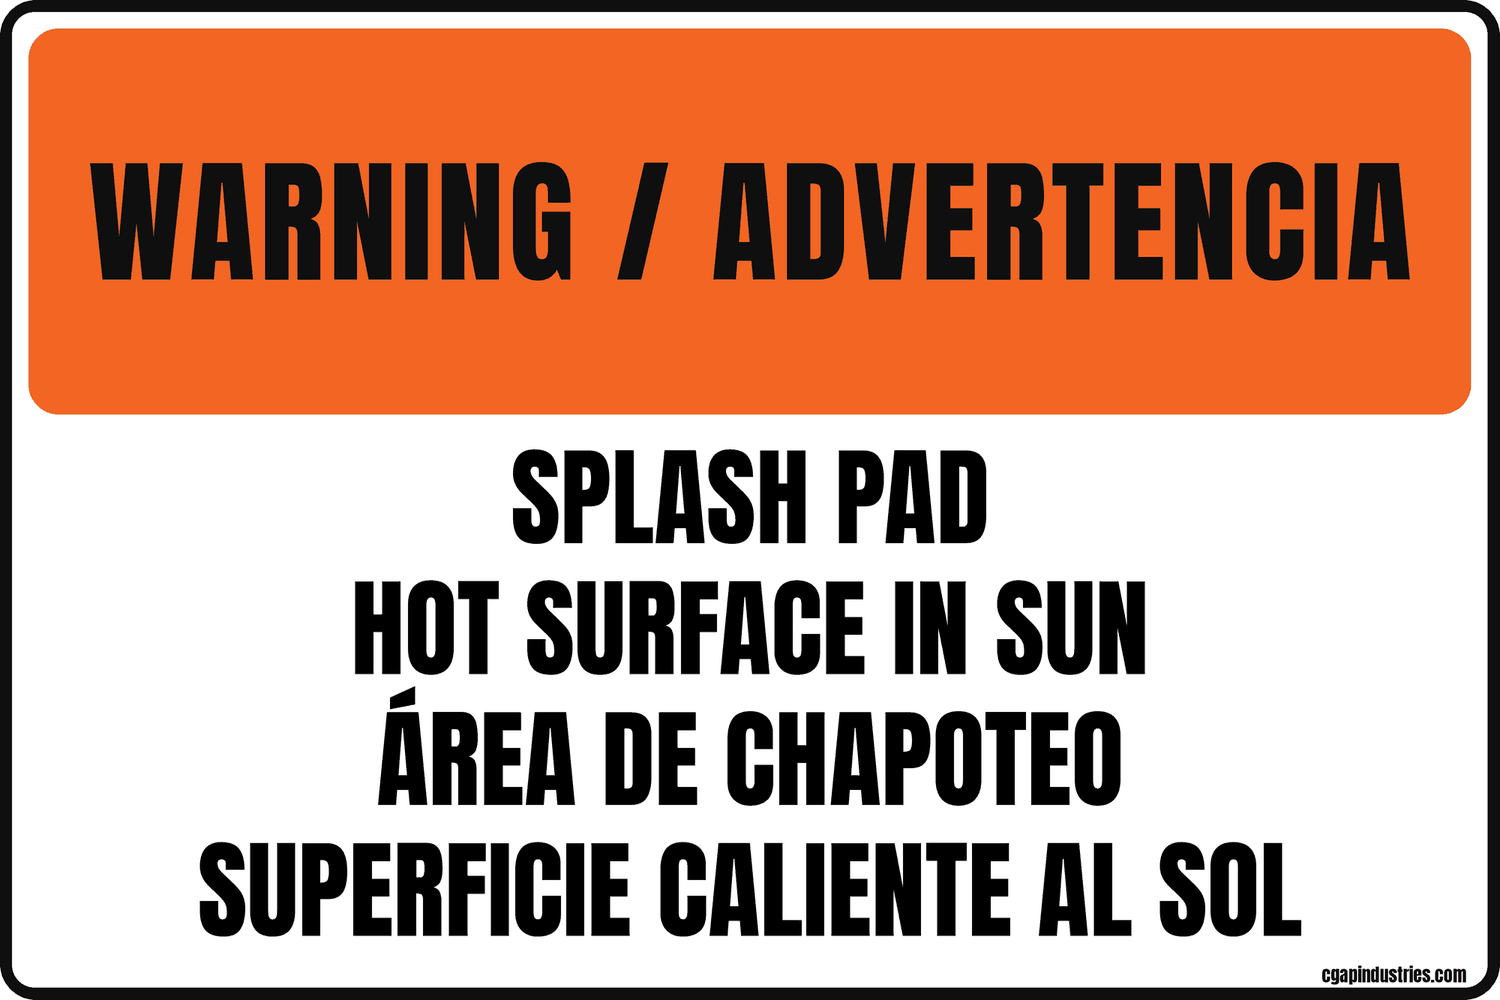 WARNING / ADVERTENCIA
SPLASH PAD
HOT SURFACE IN SUN
ÁREA DE CHAPOTEO
SUPERFICIE CALIENTE AL SOL
cgapindustries.com